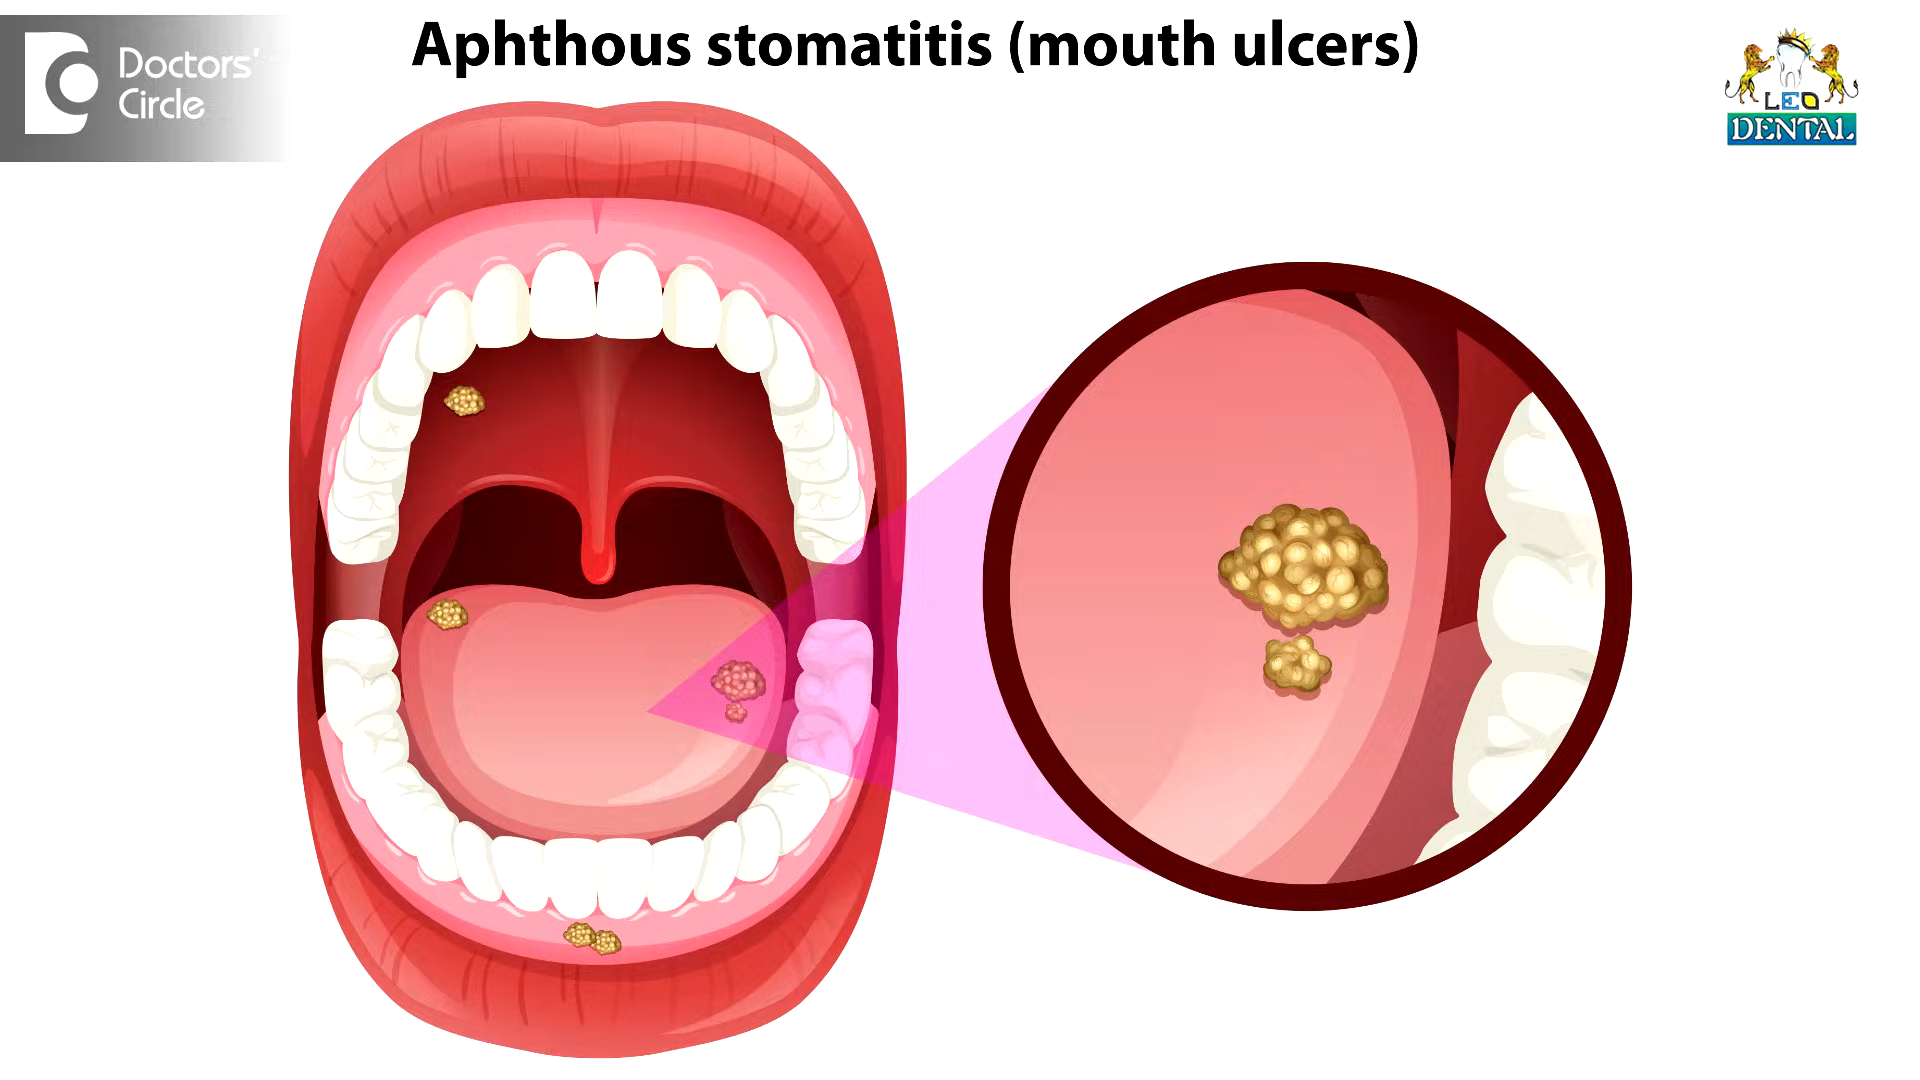 Aphthous stomatitis (mouth ulcers)
Doctors'
Circle
LEO
DENTAL